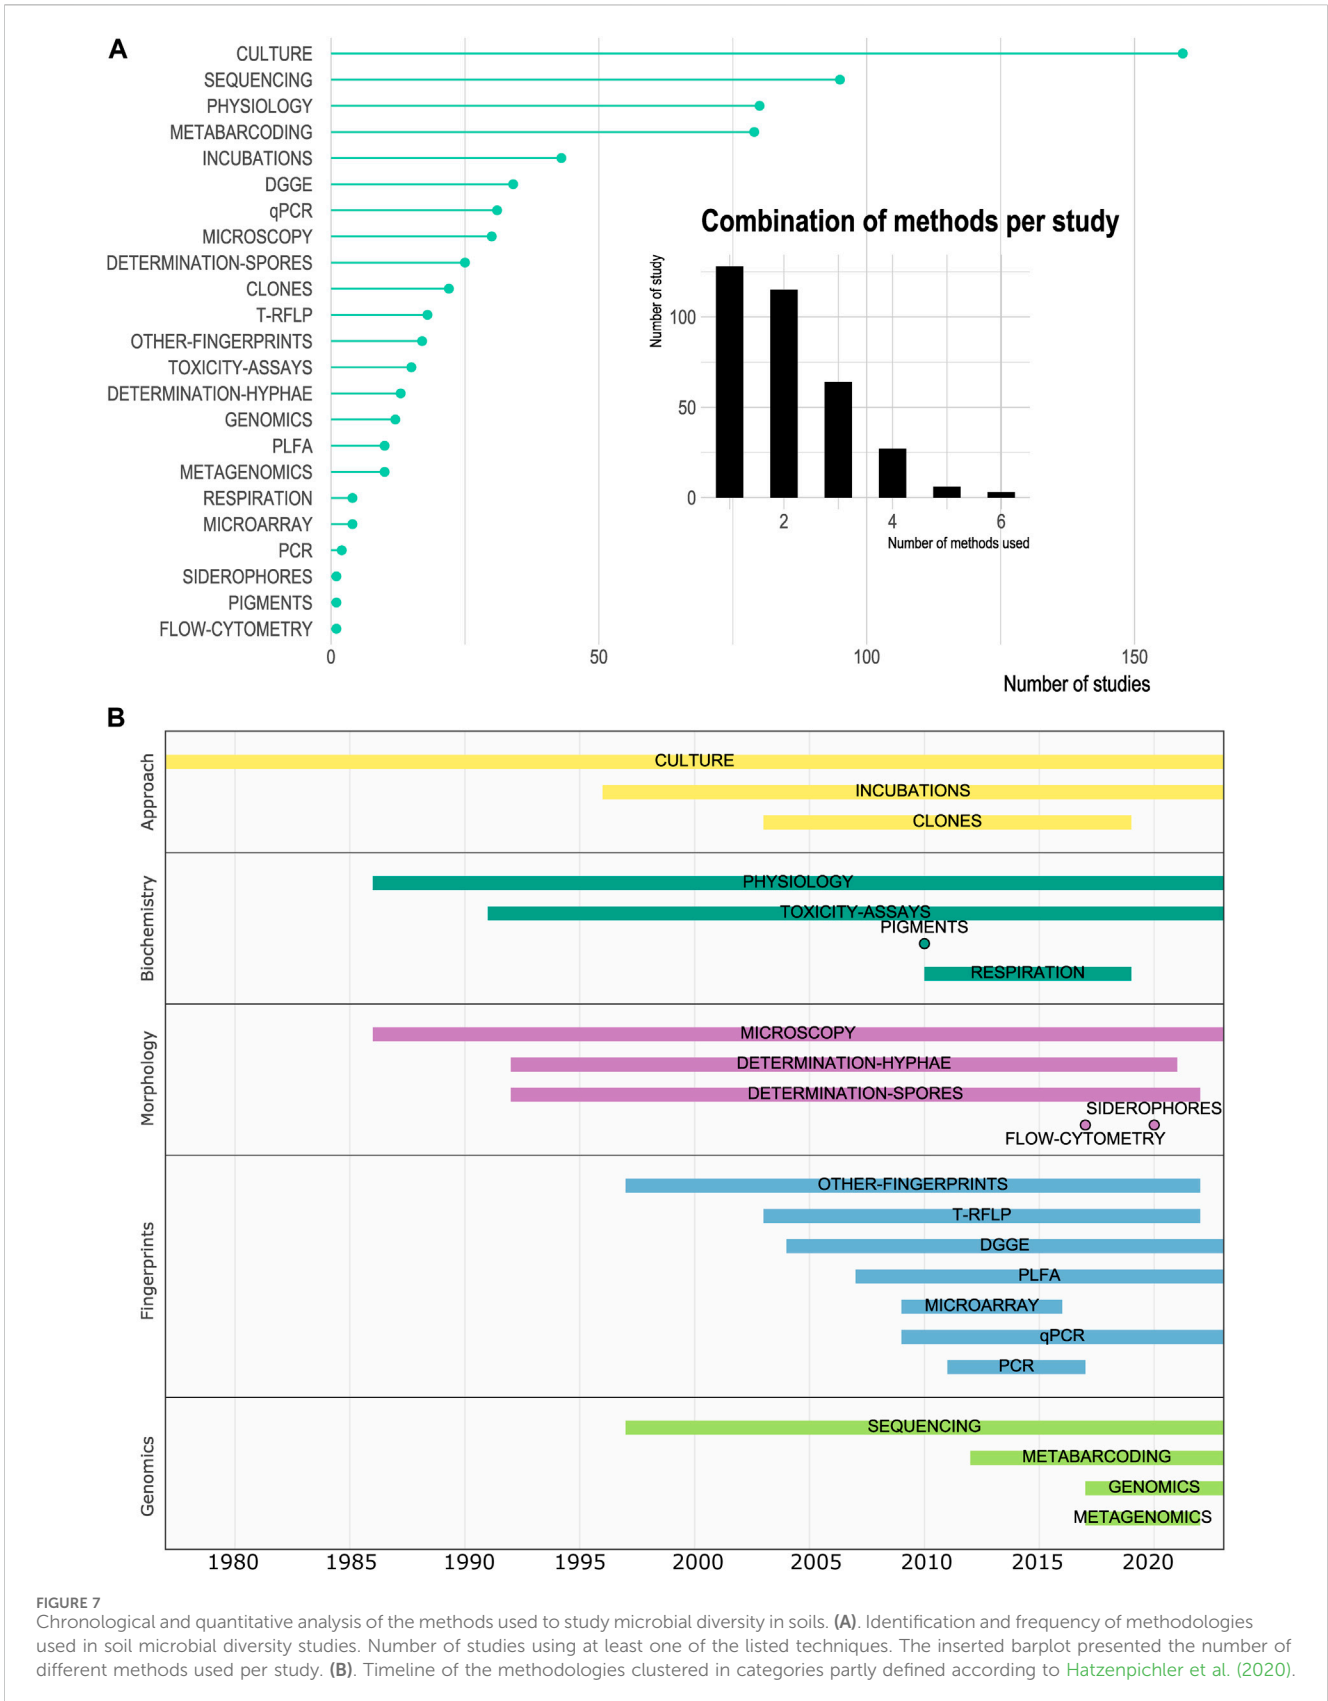 A
CULTURE
SEQUENCING
PHYSIOLOGY
METABARCODING
INCUBATIONS
DGGE
qPCR
MICROSCOPY
DETERMINATION-SPORES
CLONES
T-RFLP
OTHER-FINGERPRINTS
TOXICITY-ASSAYS
DETERMINATION-HYPHAE
GENOMICS
PLFA
METAGENOMICS
RESPIRATION
MICROARRAY
PCR
SIDEROPHORES
PIGMENTS
FLOW-CYTOMETRY
0 50 100 150
Number of studies
Combination of methods per study
Number of study
100
50
0
2 4 6
Number of methods used
B
Approach
CULTURE
INCUBATIONS
CLONES
Biochemistry
PHYSIOLOGY
TOXICITY-ASSAYS
PIGMENTS
RESPIRATION
Morphology
MICROSCOPY
DETERMINATION-HYPHAE
DETERMINATION-SPORES
SIDEROPHORES
FLOW-CYTOMETRY
Fingerprints
OTHER-FINGERPRINTS
T-RFLP
DGGE
PLFA
MICROARRAY
qPCR
PCR
Genomics
SEQUENCING
METABARCODING
GENOMICS
METAGENOMICS
1980 1985 1990 1995 2000 2005 2010 2015 2020
FIGURE 7
Chronological and quantitative analysis of the methods used to study microbial diversity in soils. (A). Identification and frequency of methodologies
used in soil microbial diversity studies. Number of studies using at least one of the listed techniques. The inserted barplot presented the number of
different methods used per study. (B). Timeline of the methodologies clustered in categories partly defined according to Hatzenpichler et al. (2020).